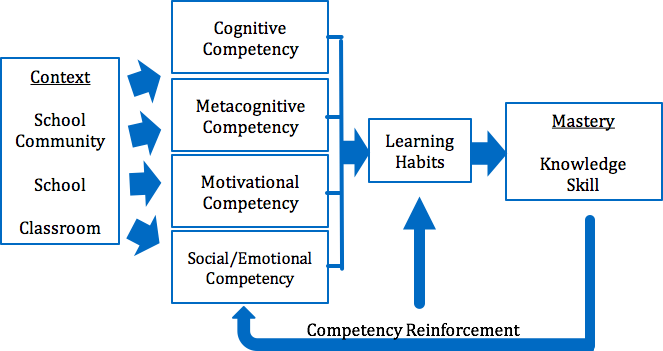 Context
School
Community
School
Classroom
Cognitive
Competency
Metacognitive
Competency
Motivational
Competency
Social/Emotional
Competency
Learning
Habits
Mastery
Knowledge
Skill
Competency Reinforcement